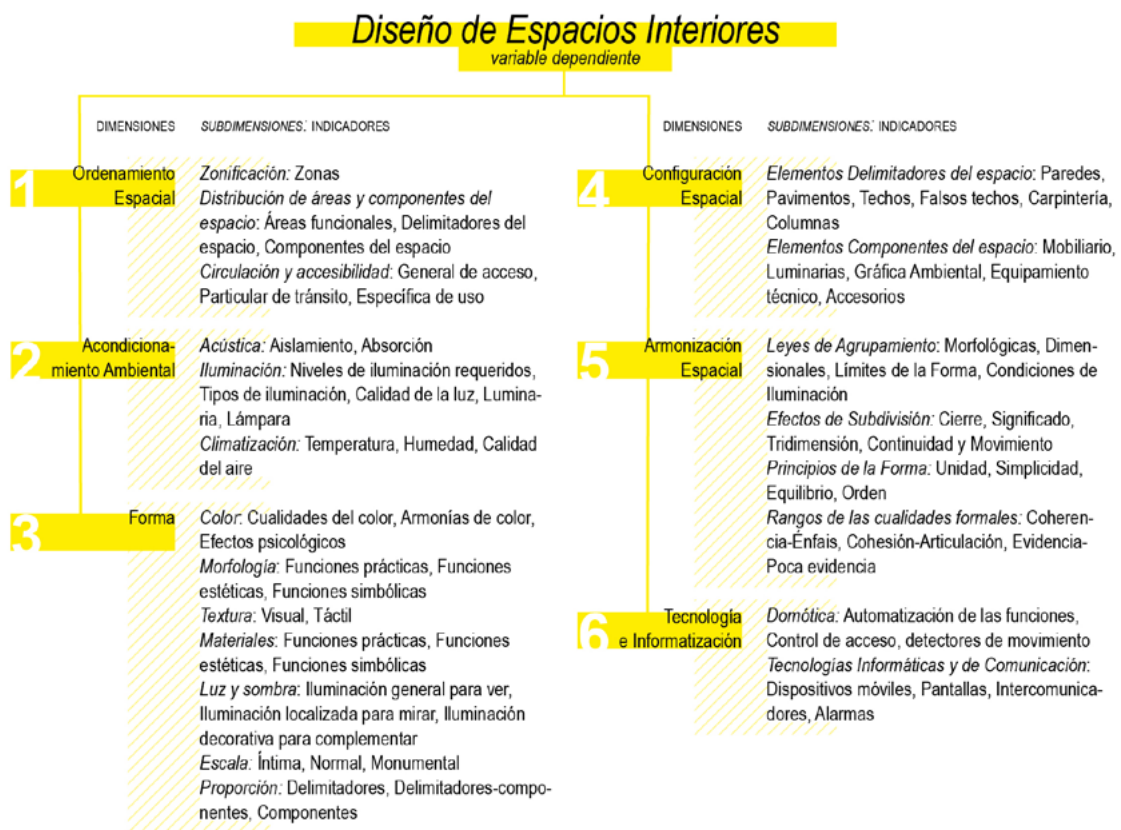 Diseño de Espacios Interiores
variable dependiente
DIMENSIONES SUBDIMENSIONES: INDICADORES
1 Ordenamiento
Espacial
Zonificación: Zonas
Distribución de áreas y componentes del
espacio: Áreas funcionales, Delimitadores del
espacio, Componentes del espacio
Circulación y accesibilidad: General de acceso,
Particular de tránsito, Específica de uso
2 Acondiciona-
miento Ambiental
Acústica: Aislamiento, Absorción
Iluminación: Niveles de iluminación requeridos,
Tipos de iluminación, Calidad de la luz, Lumina-
ria, Lámpara
Climatización: Temperatura, Humedad, Calidad
del aire
3 Forma
Color: Cualidades del color, Armonías de color,
Efectos psicológicos
Morfología: Funciones prácticas, Funciones
estéticas, Funciones simbólicas
Textura: Visual, Táctil
Materiales: Funciones prácticas, Funciones
estéticas, Funciones simbólicas
Luz y sombra: Iluminación general para ver,
Iluminación localizada para mirar, Iluminación
decorativa para complementar
Escala: Íntima, Normal, Monumental
Proporción: Delimitadores, Delimitadores-compo-
nentes, Componentes
DIMENSIONES SUBDIMENSIONES: INDICADORES
4 Configuración
Espacial
Elementos Delimitadores del espacio: Paredes,
Pavimentos, Techos, Falsos techos, Carpintería,
Columnas
Elementos Componentes del espacio: Mobiliario,
Luminarias, Gráfica Ambiental, Equipamiento
técnico, Accesorios
5 Armonización
Espacial
Leyes de Agrupamiento: Morfológicas, Dimen-
sionales, Límites de la Forma, Condiciones de
Iluminación
Efectos de Subdivisión: Cierre, Significado,
Tridimensión, Continuidad y Movimiento
Principios de la Forma: Unidad, Simplicidad,
Equilibrio, Orden
Rangos de las cualidades formales: Coheren-
cia-Énfais, Cohesión-Articulación, Evidencia-
Poca evidencia
6 Tecnología
e Informatización
Domótica: Automatización de las funciones,
Control de acceso, detectores de movimiento
Tecnologías Informáticas y de Comunicación:
Dispositivos móviles, Pantallas, Intercomunica-
dores, Alarmas